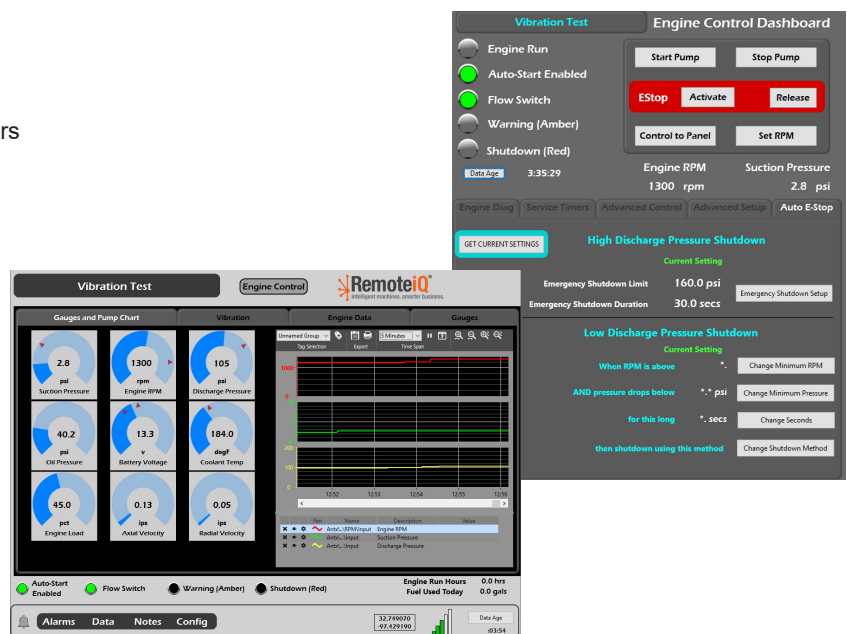 rs
Vibration Test
Engine Control Dashboard
Engine Run
Auto-Start Enabled
Flow Switch
Warning (Amber)
Shutdown (Red)
Data Age 3:35:29
Start Pump Stop Pump
EStop Activate Release
Control to Panel Set RPM
Engine RPM Suction Pressure
1300 rpm 2.8 psi
Engine Diag Service Timers Advanced Control Advanced Setup Auto E-Stop
GET CURRENT SETTINGS
High Discharge Pressure Shutdown
Current Setting
Emergency Shutdown Limit 160.0 psi
Emergency Shutdown Duration 30.0 secs
Emergency Shutdown Setup
Low Discharge Pressure Shutdown
Current Setting
When RPM is above *. Change Minimum RPM
AND pressure drops below *.* psi Change Minimum Pressure
for this long *. secs Change Seconds
then shutdown using this method Change Shutdown Method
Vibration Test
Engine Control
RemoteiQ
intelligent machines. smarter business.
Gauges and Pump Chart Vibration Engine Data Gauges
2.8 psi Suction Pressure
1300 rpm Engine RPM
105 psi Discharge Pressure
40.2 psi Oil Pressure
13.3 v Battery Voltage
184.0 degF Coolant Temp
45.0 pct Engine Load
0.13 ips Axial Velocity
0.05 ips Radial Velocity
Unnamed Group 5 Minutes
Tag Selection Export Time Span
0
200
100
0
12:52 12:53 12:54 12:55 12:56
Pen Name Description Value
Engine RPM
Suction Pressure
Discharge Pressure
Auto-Start Enabled
Flow Switch
Warning (Amber)
Shutdown (Red)
Engine Run Hours 0.0 hrs
Fuel Used Today 0.0 gals
Alarms Data Notes Config
32.749070
-97.429190
Data Age
:03:54